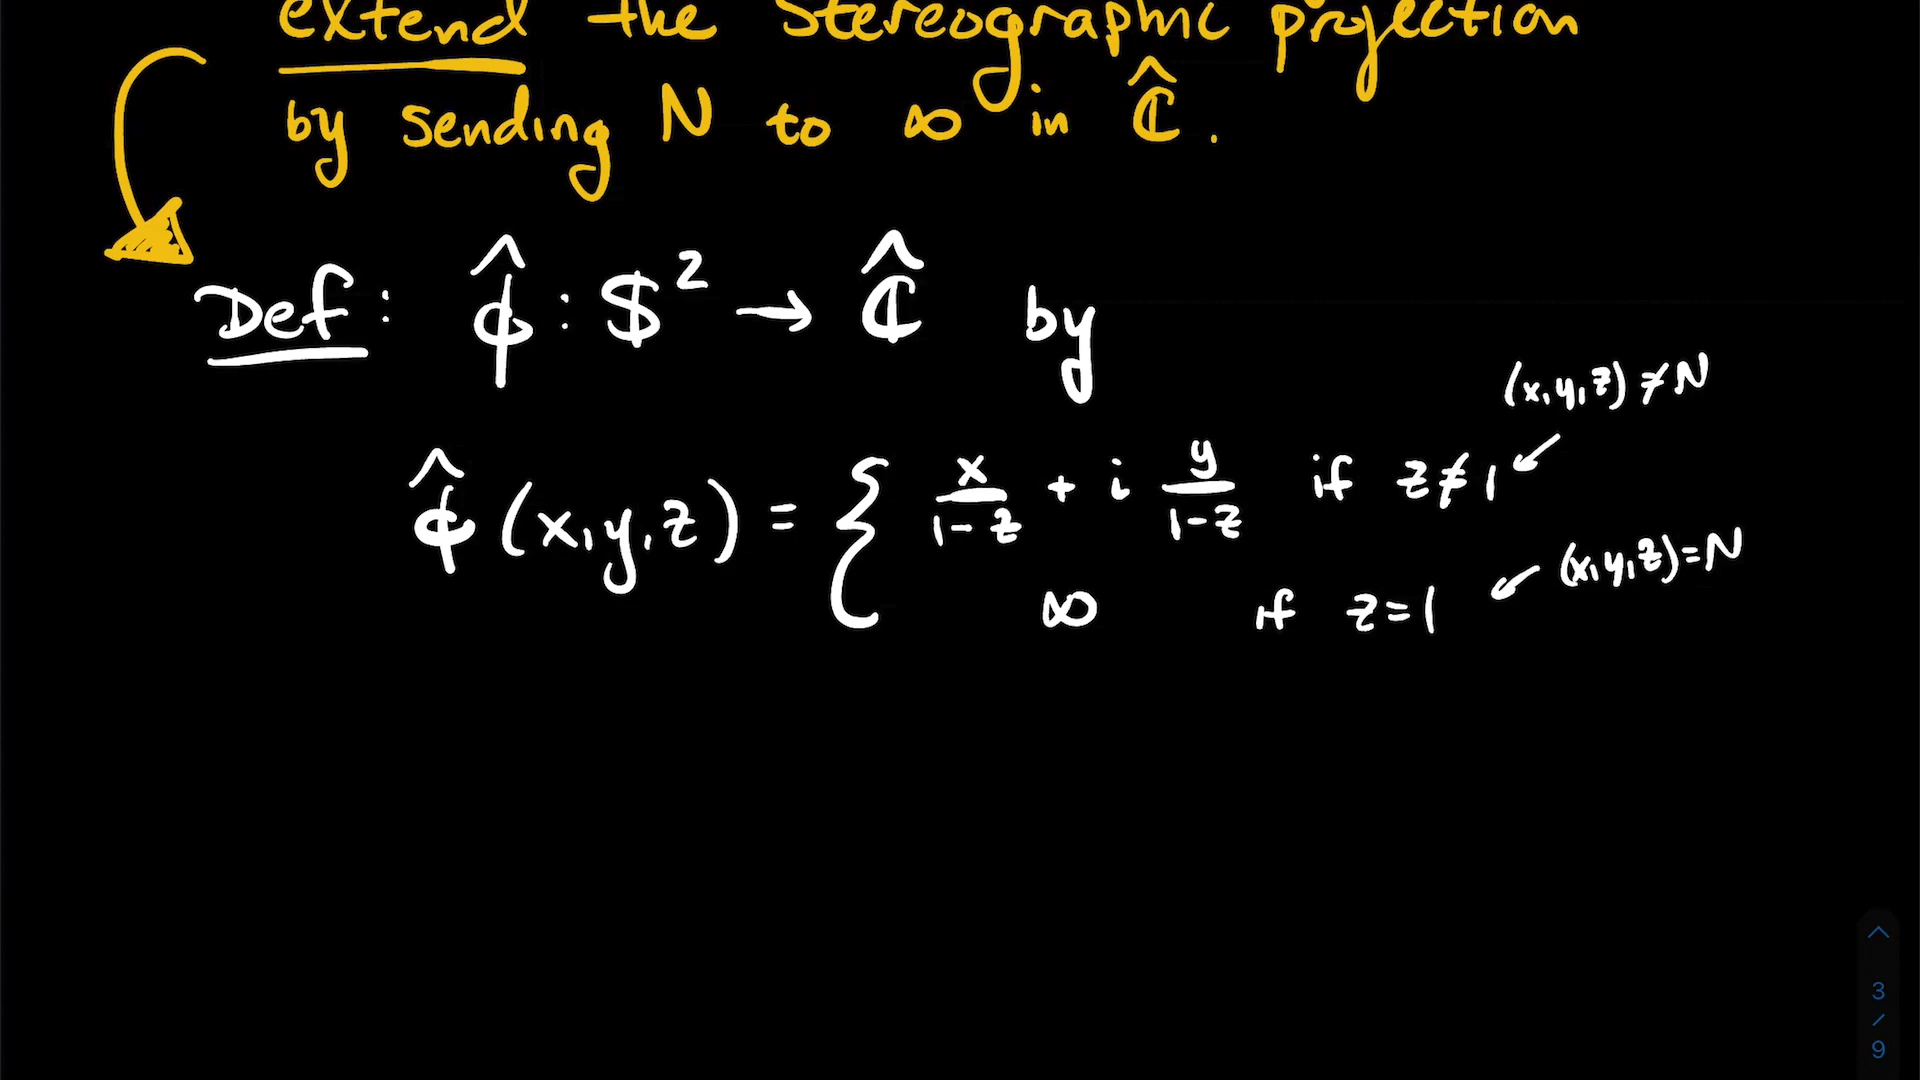 extend the stereographic projection
by sending N to ∞ in Ĉ.
Def: ϕ̂ : 𝕊² → Ĉ by
(x,y,z) ≠ N
ϕ̂(x,y,z) = { x/(1-z) + i y/(1-z) if z ≠ 1
∞ if z = 1
(x,y,z) = N
3
/
9